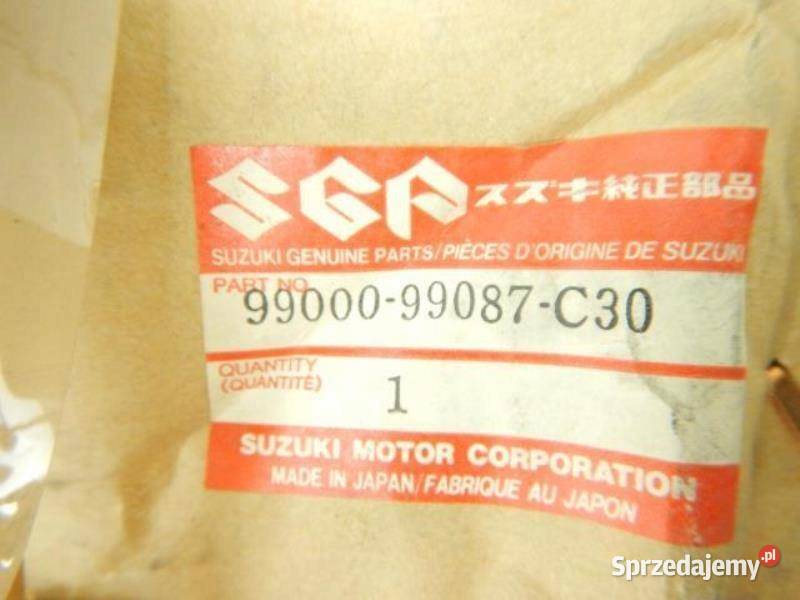 SGP スズキ純正部品
SUZUKI GENUINE PARTS/PIÈCES D'ORIGINE DE SUZUKI
PART NO.
99000-99087-C30
QUANTITY
(QUANTITÉ)
1
SUZUKI MOTOR CORPORATION
MADE IN JAPAN/FABRIQUE AU JAPON
Sprzedajemy.pl